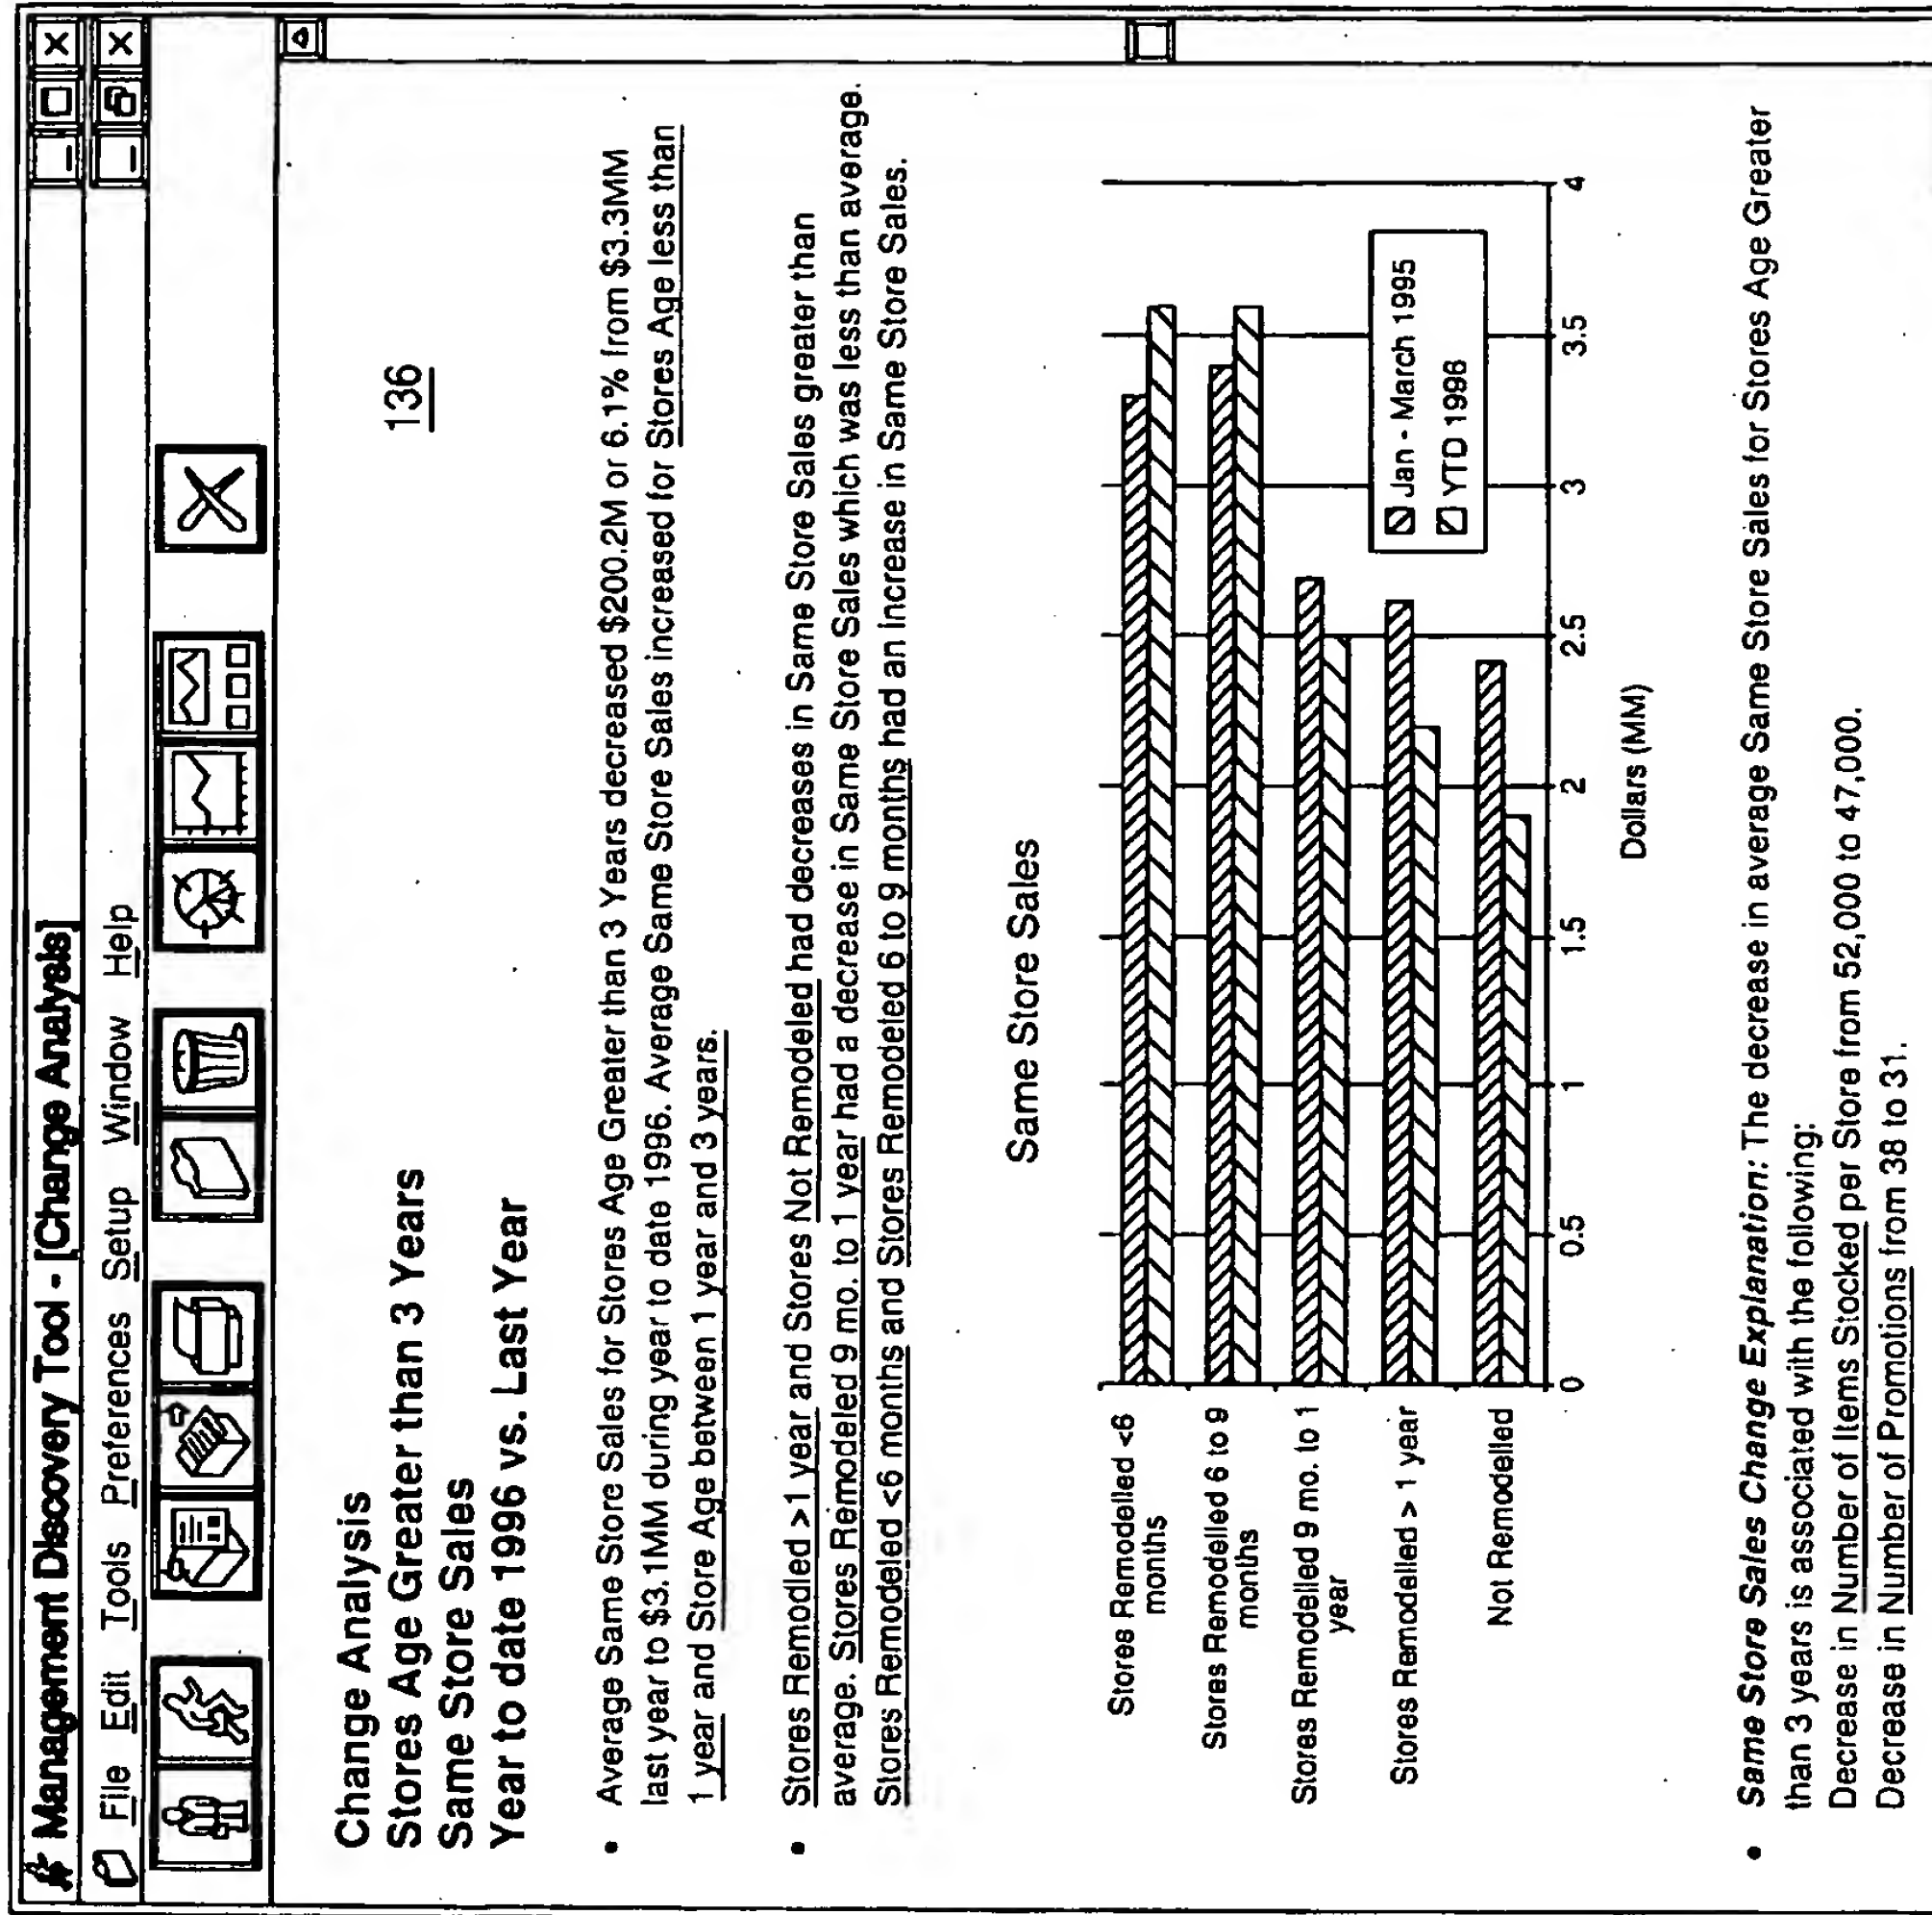 Management Discovery Tool - [Change Analysis]
File Edit Tools Preferences Setup Window Help
136
Change Analysis
Stores Age Greater than 3 Years
Same Store Sales
Year to date 1996 vs. Last Year
• Average Same Store Sales for Stores Age Greater than 3 Years decreased $200.2M or 6.1% from $3.3MM
last year to $3.1MM during year to date 1996. Average Same Store Sales increased for Stores Age less than
1 year and Store Age between 1 year and 3 years.
• Stores Remodled >1 year and Stores Not Remodeled had decreases in Same Store Sales greater than
average. Stores Remodeled 9 mo. to 1 year had a decrease in Same Store Sales which was less than average.
Stores Remodeled <6 months and Stores Remodeled 6 to 9 months had an increase in Same Store Sales.
Same Store Sales
Stores Remodelled <6
months
Stores Remodelled 6 to 9
months
Stores Remodelled 9 mo. to 1
year
Stores Remodelled > 1 year
Not Remodelled
Jan - March 1995
YTD 1996
0 0.5 1 1.5 2 2.5 3 3.5 4
Dollars (MM)
• Same Store Sales Change Explanation: The decrease in average Same Store Sales for Stores Age Greater
than 3 years is associated with the following:
Decrease in Number of Items Stocked per Store from 52,000 to 47,000.
Decrease in Number of Promotions from 38 to 31.